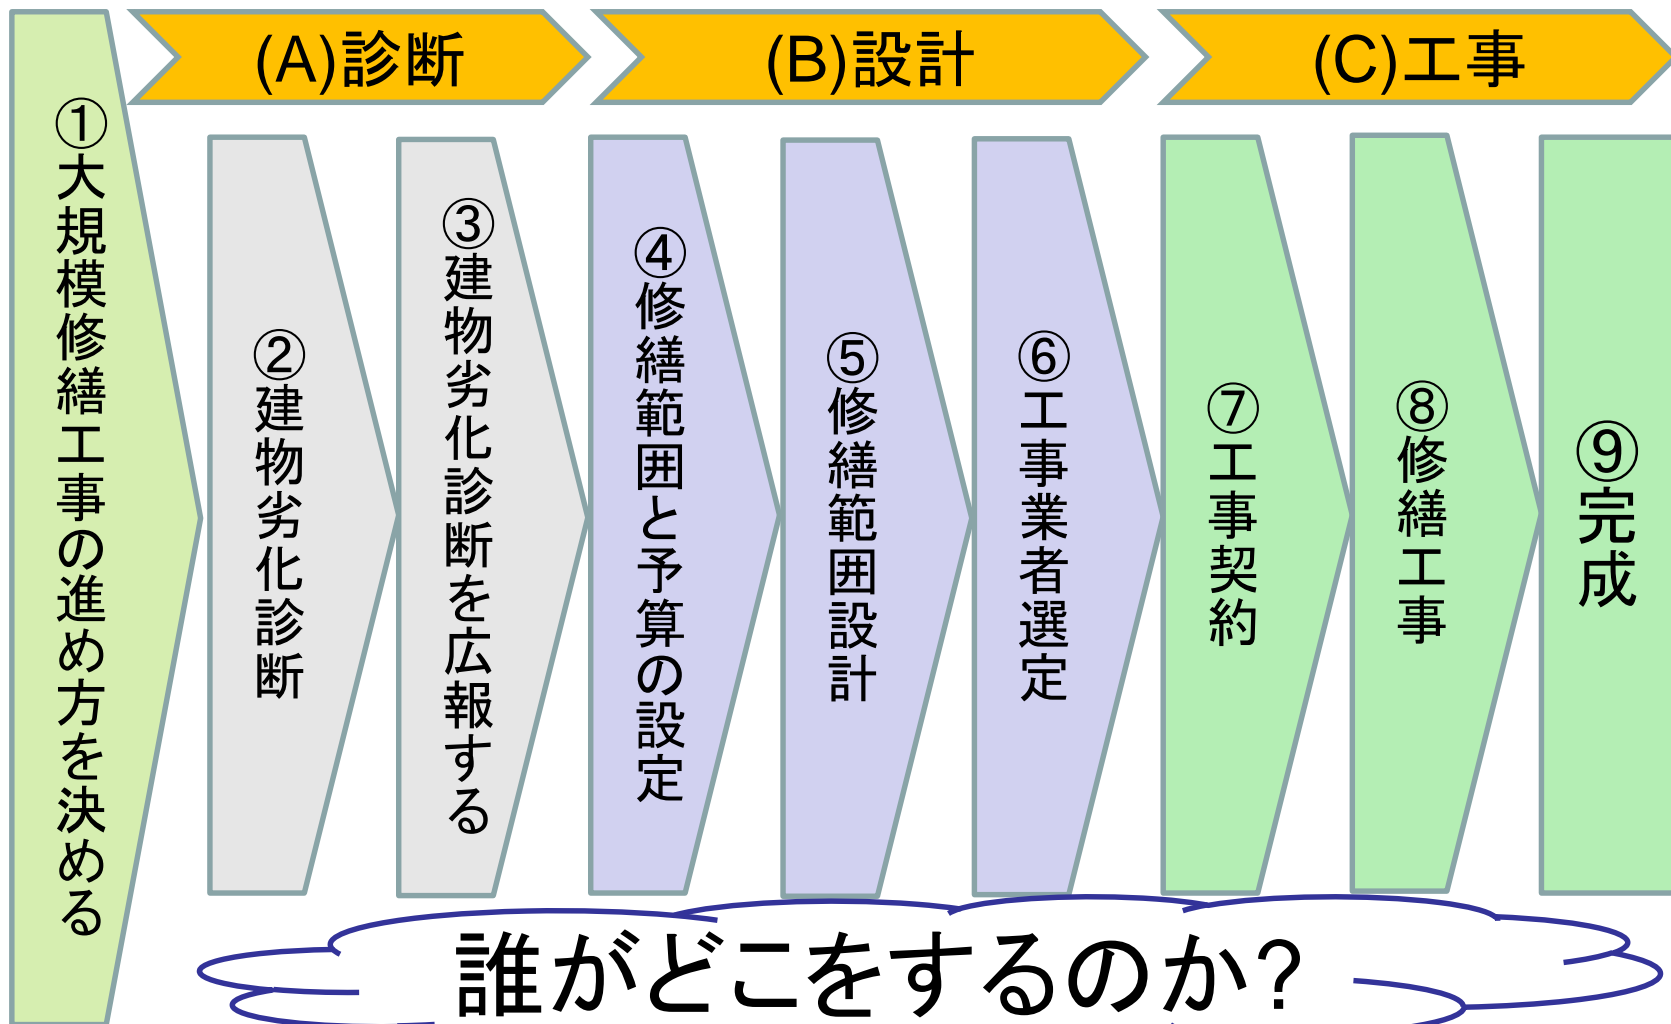 (A)診断
(B)設計
(C)工事
①大規模修繕工事の進め方を決める
②建物劣化診断
③建物劣化診断を広報する
④修繕範囲と予算の設定
⑤修繕範囲設計
⑥工事業者選定
⑦工事契約
⑧修繕工事
⑨完成
誰がどこをするのか?